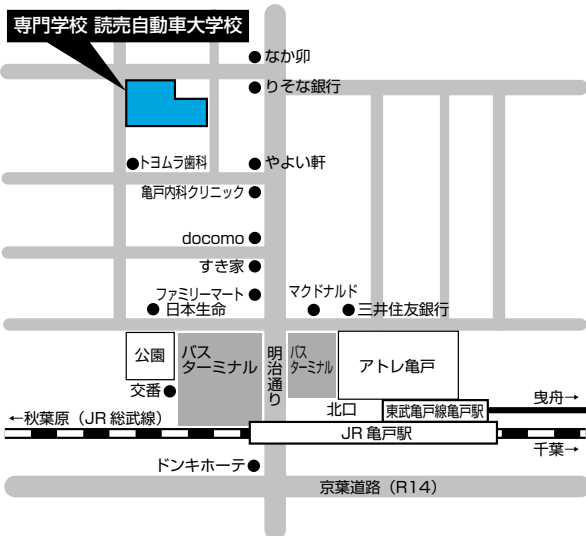 専門学校 読売自動車大学校
なか卯
りそな銀行
トヨムラ歯科
やよい軒
亀戸内科クリニック
docomo
すき家
ファミリーマート
マクドナルド
日本生命
三井住友銀行
公園
バス
ターミナル
明治通り
バス
ターミナル
アトレ亀戸
交番
北口
東武亀戸線亀戸駅
曳舟→
←秋葉原（JR 総武線）
JR 亀戸駅
千葉→
ドンキホーテ
京葉道路（R14）